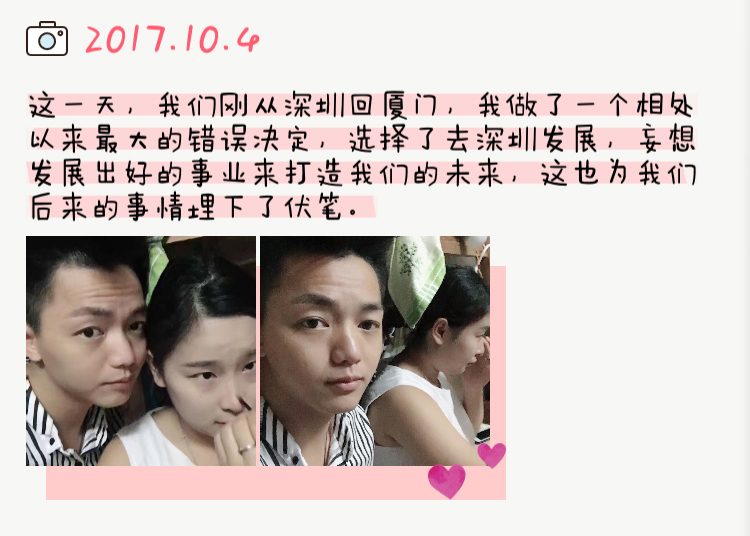 2017.10.4
这一天，我们刚从深圳回厦门，我做了一个相处
以来最大的错误决定，选择了去深圳发展，妄想
发展出好的事业来打造我们的未来，这也为我们
后来的事情埋下了伏笔。